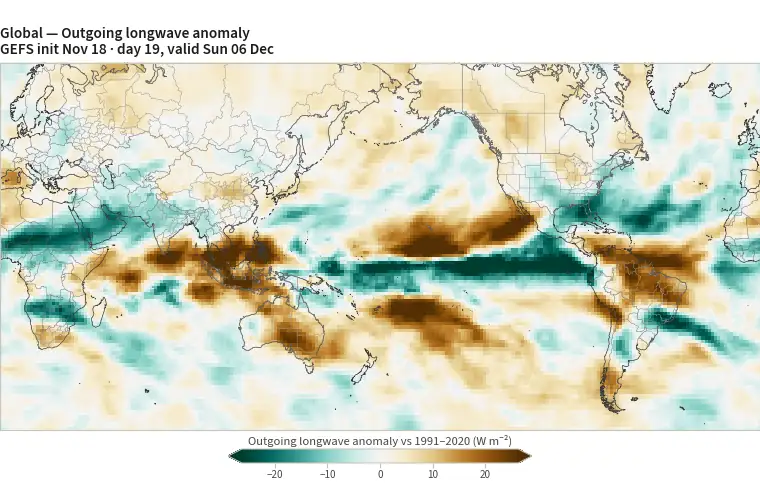 Global — Outgoing longwave anomaly
GEFS init Nov 18 · day 19, valid Sun 06 Dec
Outgoing longwave anomaly vs 1991–2020 (W m⁻²)
−20 −10 0 10 20